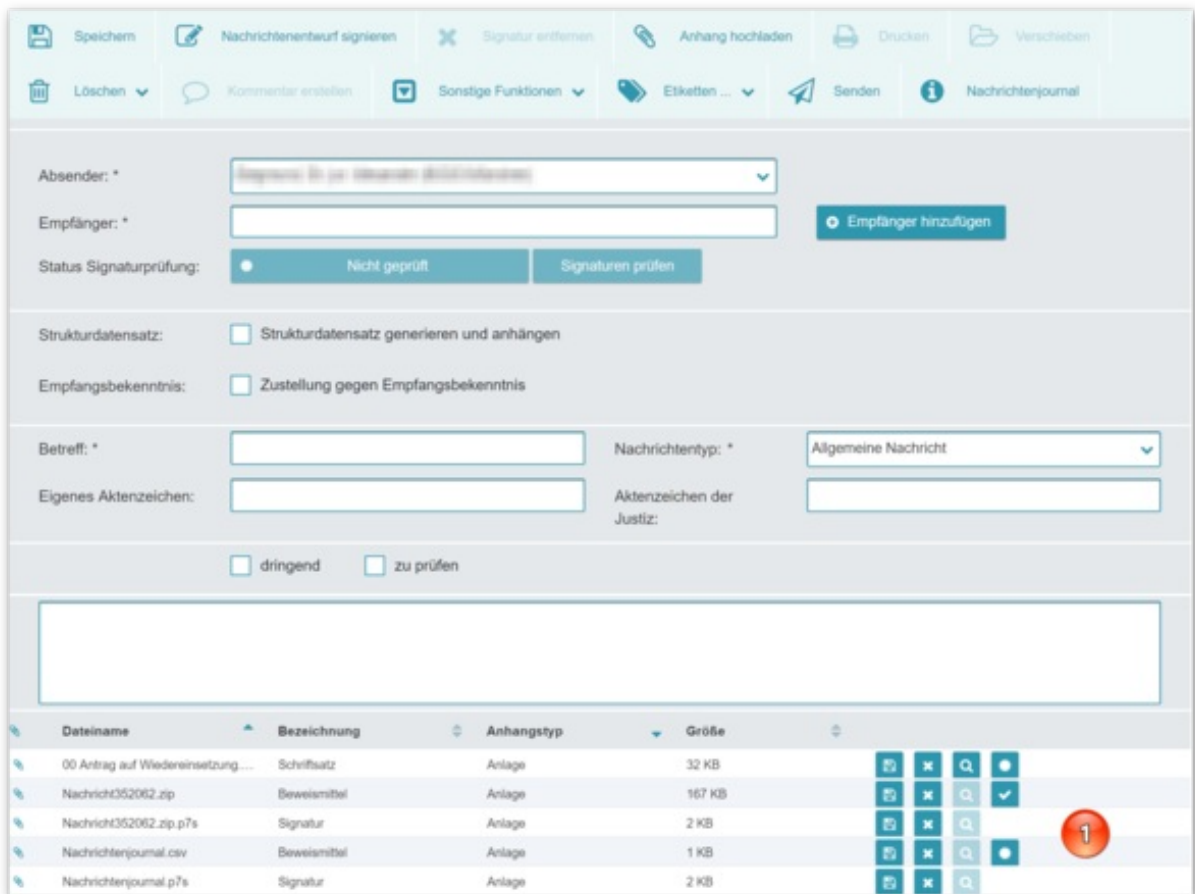 Speichern Nachrichtenentwurf signieren Signatur entfernen Anhang hochladen Drucken Verschieben
Löschen Kommentar erstellen Sonstige Funktionen Etiketten ... Senden Nachrichtenjournal
Absender: *
Empfänger: * Empfänger hinzufügen
Status Signaturprüfung: Nicht geprüft Signaturen prüfen
Strukturdatensatz: Strukturdatensatz generieren und anhängen
Empfangsbekenntnis: Zustellung gegen Empfangsbekenntnis
Betreff: * Nachrichtentyp: * Allgemeine Nachricht
Eigenes Aktenzeichen: Aktenzeichen der
Justiz:
dringend zu prüfen
Dateiname Bezeichnung Anhangstyp Größe
00 Antrag auf Wiedereinsetzung.... Schriftsatz Anlage 32 KB
Nachricht352062.zip Beweismittel Anlage 167 KB
Nachricht352062.zip.p7s Signatur Anlage 2 KB
1
Nachrichtenjournal.csv Beweismittel Anlage 1 KB
Nachrichtenjournal.p7s Signatur Anlage 2 KB